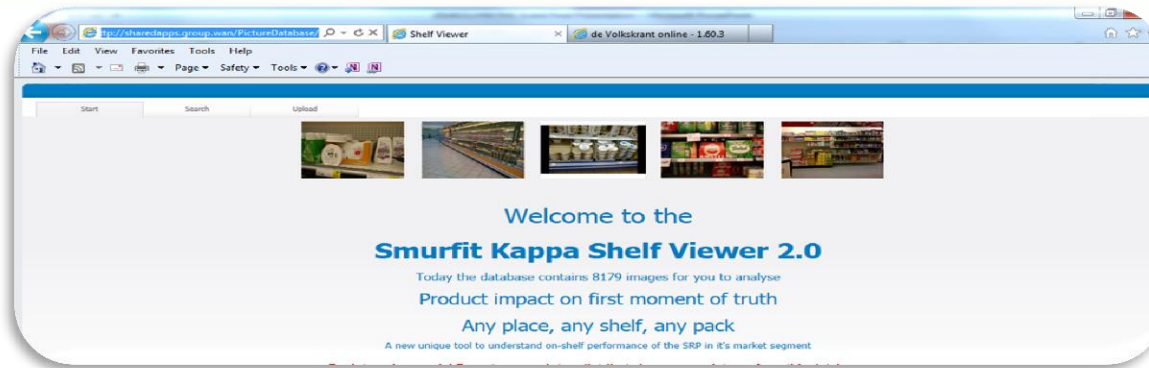 ttp://sharedapps.group.wan/PictureDatabase/
Shelf Viewer
de Volkskrant online - 1.60.3
File Edit View Favorites Tools Help
Page Safety Tools
Start Search Upload
Welcome to the
Smurfit Kappa Shelf Viewer 2.0
Today the database contains 8179 images for you to analyse
Product impact on first moment of truth
Any place, any shelf, any pack
A new unique tool to understand on-shelf performance of the SRP in it's market segment